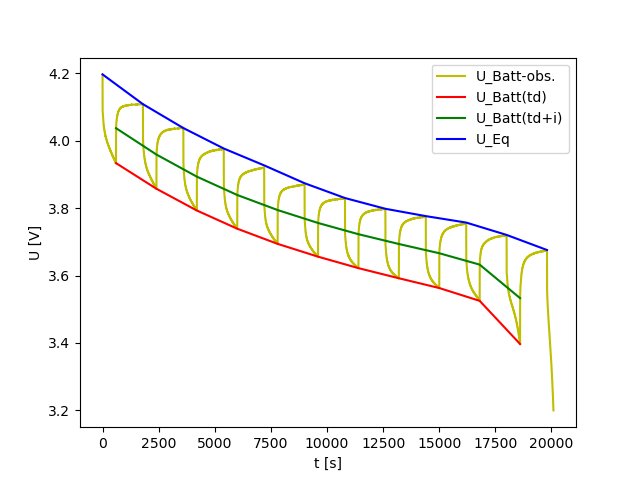 U_Batt-obs.
U_Batt(td)
U_Batt(td+i)
U_Eq
4.2
4.0
3.8
3.6
3.4
3.2
U [V]
0 2500 5000 7500 10000 12500 15000 17500 20000
t [s]